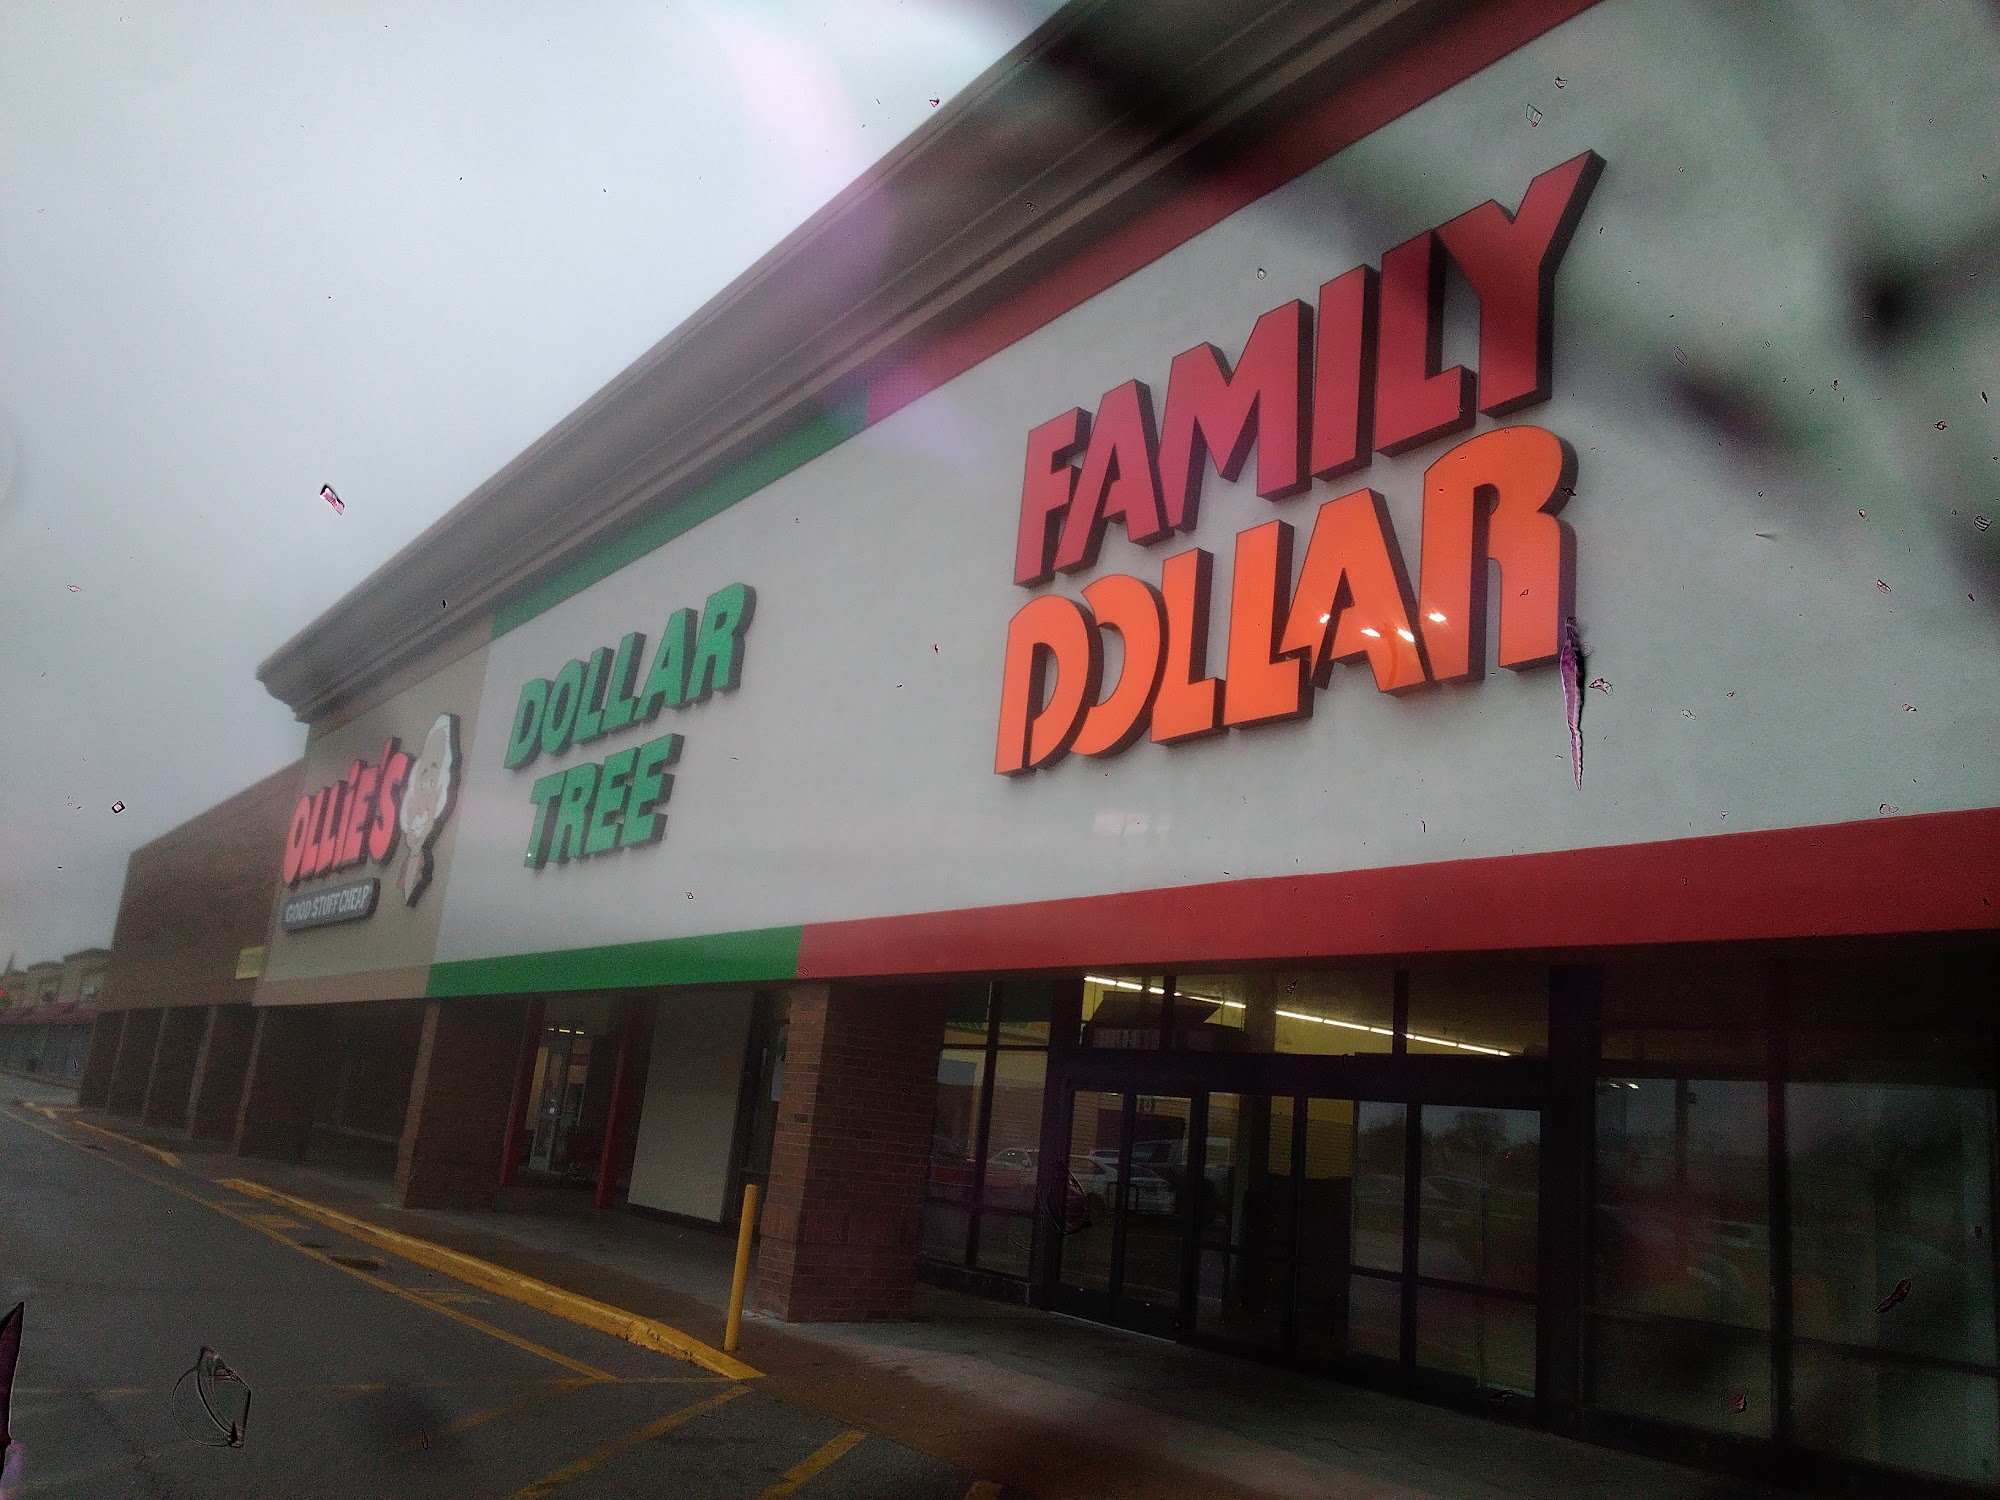 OLLiE'S
GOOD STUFF CHEAP
DOLLAR
TREE
FAMILY
DOLLAR